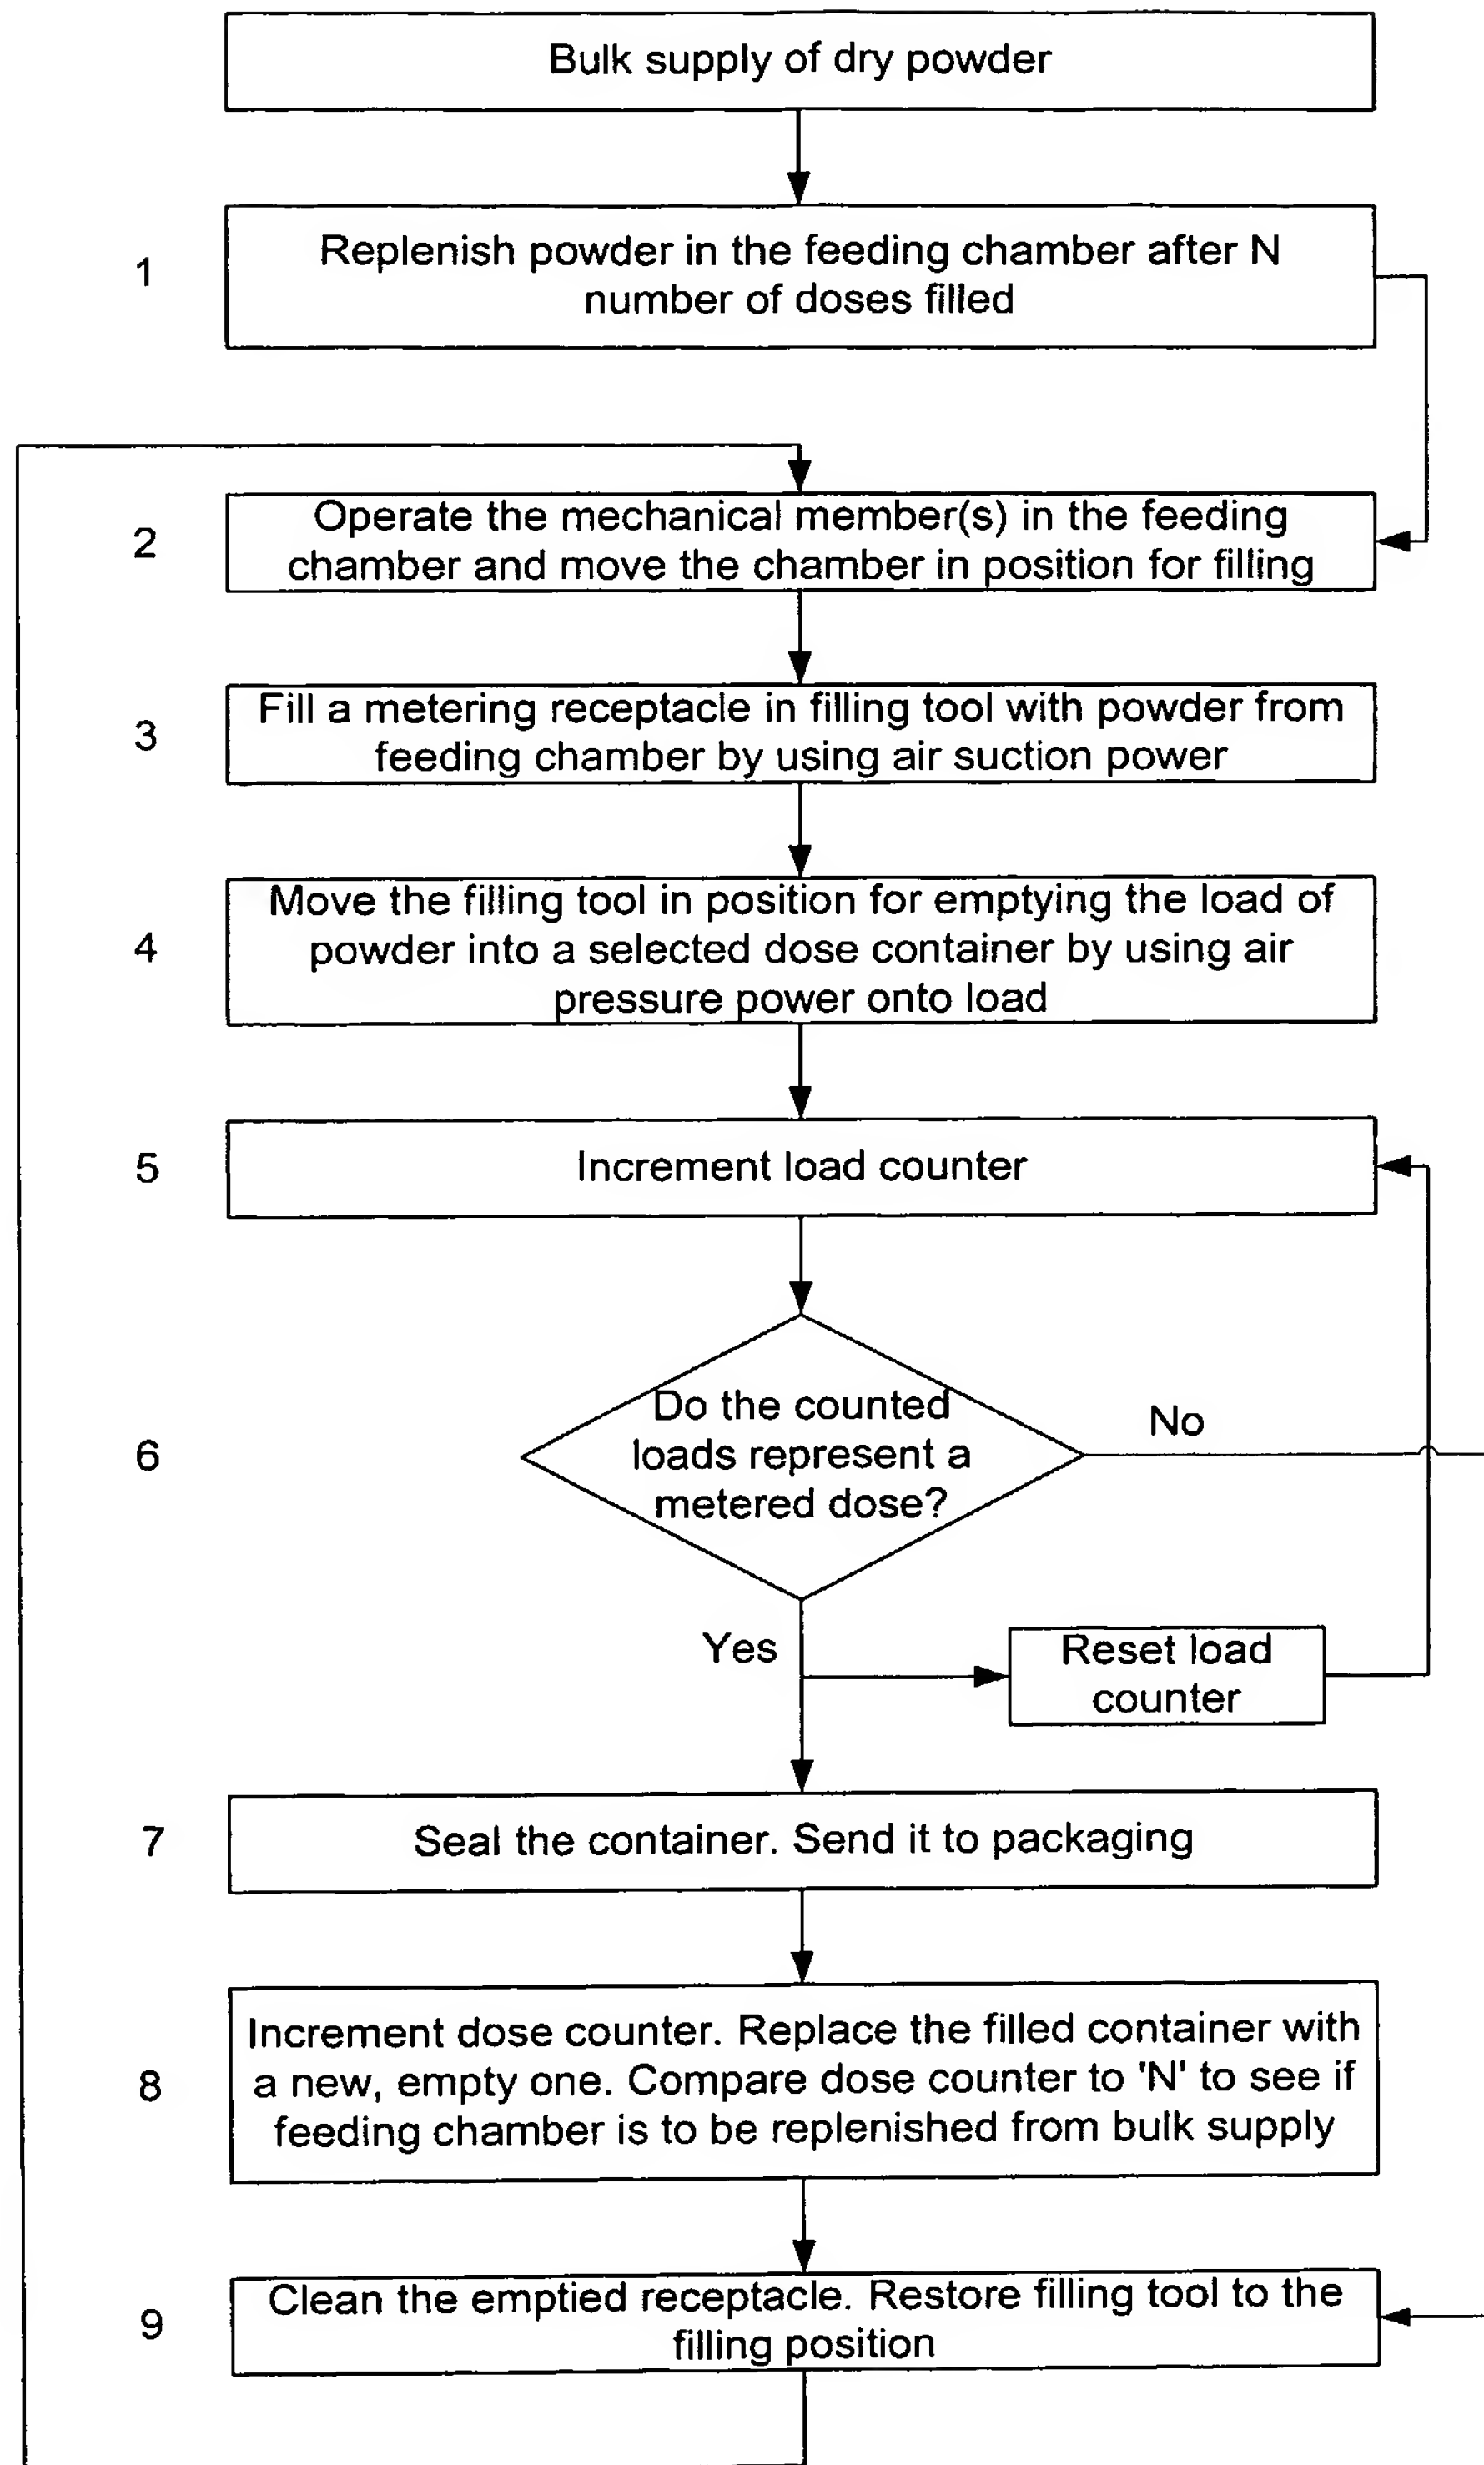 Bulk supply of dry powder
1
Replenish powder in the feeding chamber after N
number of doses filled
2
Operate the mechanical member(s) in the feeding
chamber and move the chamber in position for filling
3
Fill a metering receptacle in filling tool with powder from
feeding chamber by using air suction power
4
Move the filling tool in position for emptying the load of
powder into a selected dose container by using air
pressure power onto load
5
Increment load counter
6
Do the counted
loads represent a
metered dose?
No
Yes
Reset load
counter
7
Seal the container. Send it to packaging
8
Increment dose counter. Replace the filled container with
a new, empty one. Compare dose counter to 'N' to see if
feeding chamber is to be replenished from bulk supply
9
Clean the emptied receptacle. Restore filling tool to the
filling position